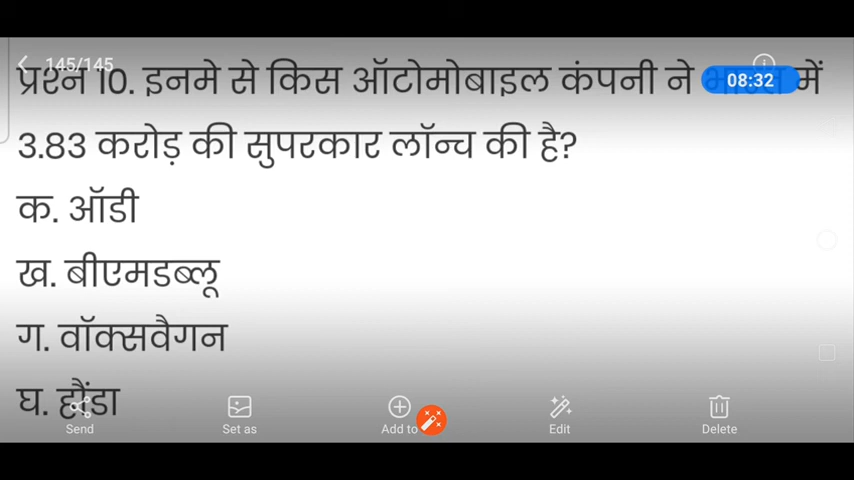 145/145
प्रश्न 10. इनमे से किस ऑटोमोबाइल कंपनी ने में
08:32
3.83 करोड़ की सुपरकार लॉन्च की है?
क. ऑडी
ख. बीएमडब्लू
ग. वॉक्सवैगन
घ. हौंडा
Send Set as Add to Edit Delete